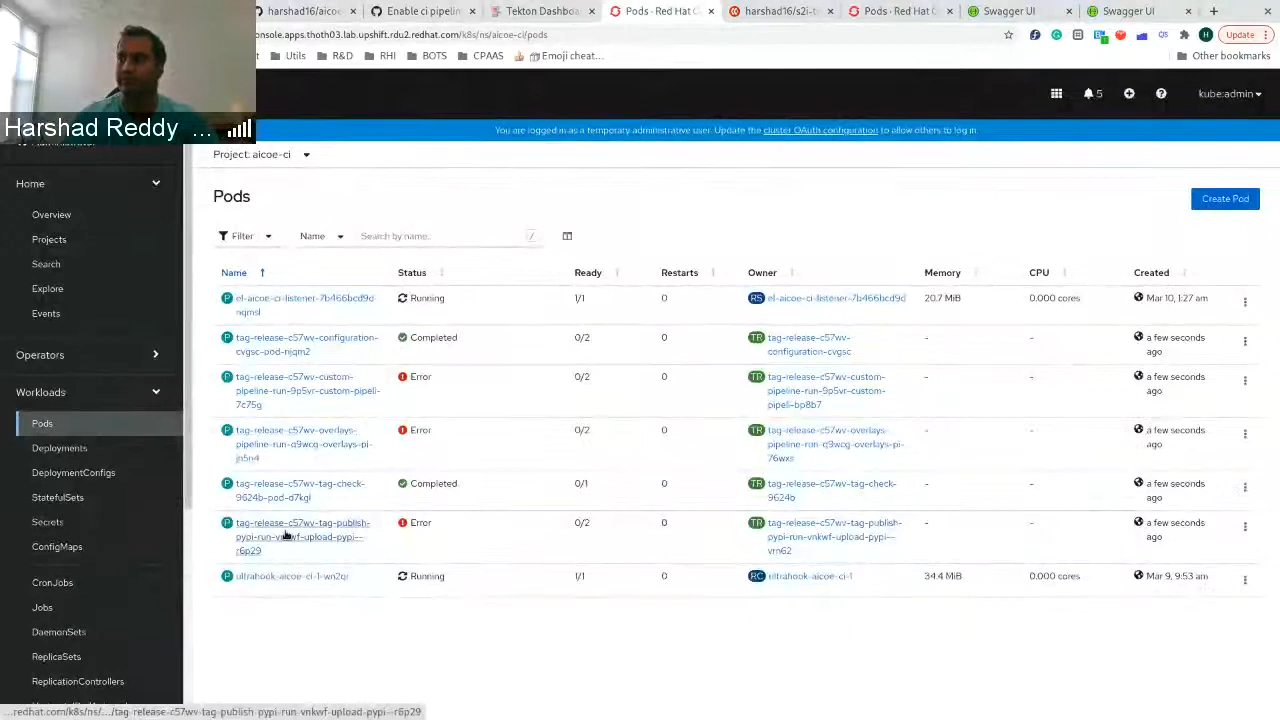 harshad16/aicoe
Enable ci pipelin
Tekton Dashboa
Pods · Red Hat C
harshad16/s2i-t
Pods · Red Hat C
Swagger UI
Swagger UI
onsole.apps.thoth03.lab.upshift.rdu2.redhat.com/k8s/ns/aicoe-ci/pods
Update
Utils
R&D
RHI
BOTS
CPAAS
Emoji cheat...
Other bookmarks
Harshad Reddy ...
5
kube:admin
You are logged in as a temporary administrative user. Update the cluster OAuth configuration to allow others to log in.
Project: aicoe-ci
Home
Overview
Projects
Search
Explore
Events
Operators
Workloads
Pods
Deployments
DeploymentConfigs
StatefulSets
Secrets
ConfigMaps
CronJobs
Jobs
DaemonSets
ReplicaSets
ReplicationControllers
Pods
Create Pod
Filter
Name
Search by name...
/
Name Status Ready Restarts Owner Memory CPU Created
P el-aicoe-ci-listener-7b466bcd9d-
nqmsl
Running 1/1 0
RS el-aicoe-ci-listener-7b466bcd9d
20.7 MiB 0.000 cores Mar 10, 1:27 am
P tag-release-c57wv-configuration-
cvgsc-pod-njqm2
Completed 0/2 0
TR tag-release-c57wv-
configuration-cvgsc
- - a few seconds
ago
P tag-release-c57wv-custom-
pipeline-run-9p5vr-custom-pipeli-
7c75g
Error 0/2 0
TR tag-release-c57wv-custom-
pipeline-run-9p5vr-custom-
pipeli-bp8b7
- - a few seconds
ago
P tag-release-c57wv-overlays-
pipeline-run-q9wcg-overlays-pi-
jn5n4
Error 0/2 0
TR tag-release-c57wv-overlays-
pipeline-run-q9wcg-overlays-pi-
76wxs
- - a few seconds
ago
P tag-release-c57wv-tag-check-
9624b-pod-d7kgl
Completed 0/1 0
TR tag-release-c57wv-tag-check-
9624b
- - a few seconds
ago
P tag-release-c57wv-tag-publish-
pypi-run-vnkwf-upload-pypi--
r6p29
Error 0/2 0
TR tag-release-c57wv-tag-publish-
pypi-run-vnkwf-upload-pypi--
vrn62
- - a few seconds
ago
P ultrahook-aicoe-ci-1-wn2qr
Running 1/1 0
RC ultrahook-aicoe-ci-1
34.4 MiB 0.000 cores Mar 9, 9:53 am
...redhat.com/k8s/ns/.../tag-release-c57wv-tag-publish-pypi-run-vnkwf-upload-pypi--r6p29